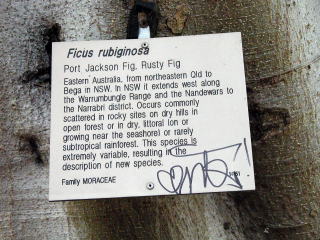 Ficus rubiginosa
Port Jackson Fig, Rusty Fig
Eastern Australia, from northeastern Qld to
Bega in NSW. In NSW it extends west along
the Warrumbungle Range and the Nandewars to
the Narrabri district. Occurs commonly
scattered in rocky sites on dry hills in
open forest or in dry, littoral (on or
growing near the seashore) or rarely
subtropical rainforest. This species is
extremely variable, resulting in the
description of new species.
Family MORACEAE